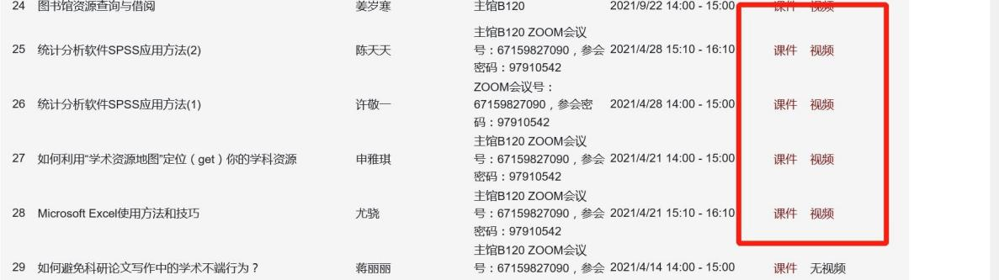 24 图书馆资源查询与借阅 姜岁寒 主馆B120 2021/9/22 14:00 - 15:00 课件 视频
主馆B120 ZOOM会议
25 统计分析软件SPSS应用方法(2) 陈天天 号：67159827090，参会 2021/4/28 15:10 - 16:10 课件 视频
密码：97910542
ZOOM会议号：
26 统计分析软件SPSS应用方法(1) 许敬一 67159827090，参会密 2021/4/28 14:00 - 15:00 课件 视频
码：97910542
主馆B120 ZOOM会议
27 如何利用“学术资源地图”定位（get）你的学科资源 申雅琪 号：67159827090，参会 2021/4/21 14:00 - 15:00 课件 视频
密码：97910542
主馆B120 ZOOM会议
28 Microsoft Excel使用方法和技巧 尤骁 号：67159827090，参会 2021/4/21 15:10 - 16:10 课件 视频
密码：97910542
主馆B120 ZOOM会议
29 如何避免科研论文写作中的学术不端行为？ 蒋丽丽 号：67159827090，参会 2021/4/14 14:00 - 15:00 课件 无视频